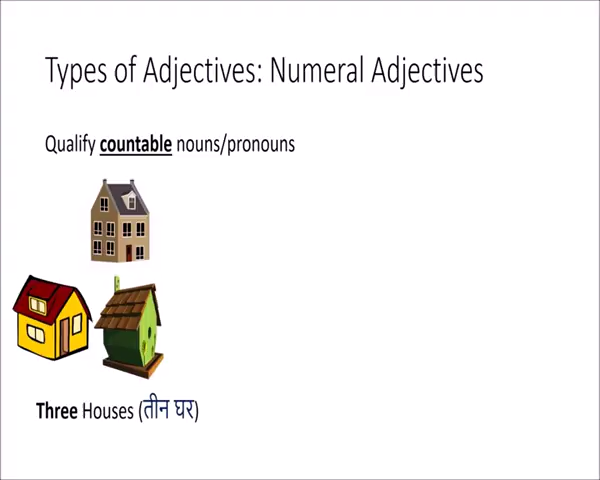 Types of Adjectives: Numeral Adjectives
Qualify countable nouns/pronouns
Three Houses (तीन घर)